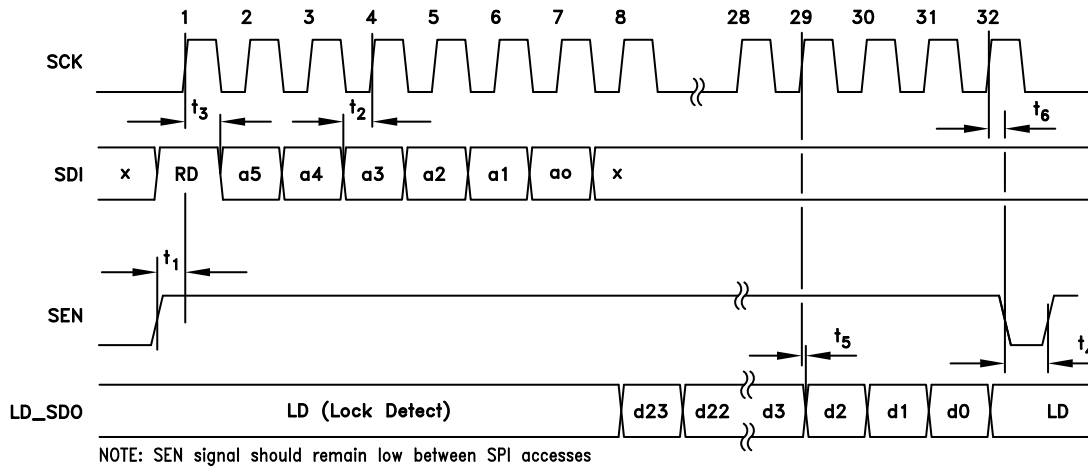 1 2 3 4 5 6 7 8 28 29 30 31 32
SCK
t3 t2 t6
SDI x RD a5 a4 a3 a2 a1 ao x
t1
SEN
t5
LD_SDO LD (Lock Detect) d23 d22 d3 d2 d1 d0 LD
NOTE: SEN signal should remain low between SPI accesses